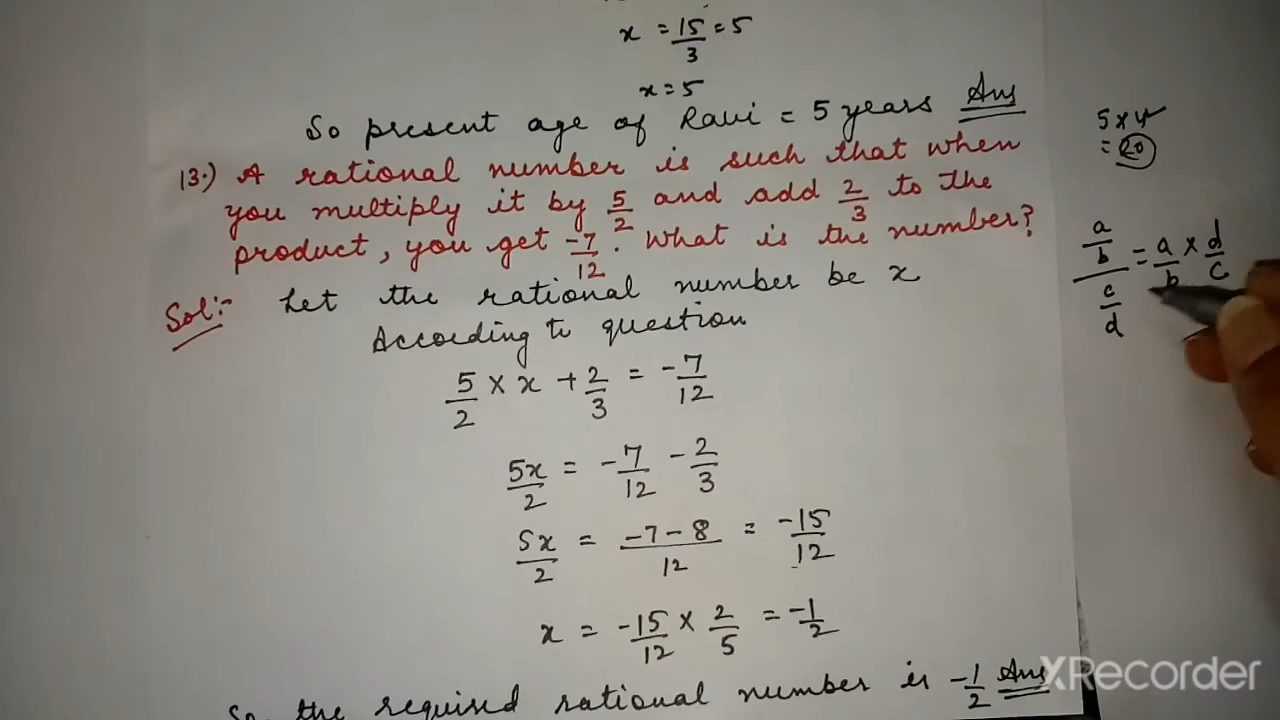 x = 15/3 = 5
x = 5
So present age of Ravi = 5 years Ans
5 x 4
= 20
13.) A rational number is such that when
you multiply it by 5/2 and add 2/3 to the
product, you get -7/12. What is the number?
a/b / c/d = a/b × d/c
Sol:- Let the rational number be x
According to question
5/2 × x + 2/3 = -7/12
5x/2 = -7/12 - 2/3
5x/2 = -7-8/12 = -15/12
x = -15/12 × 2/5 = -1/2
So the required rational number is -1/2 Ans
XRecorder